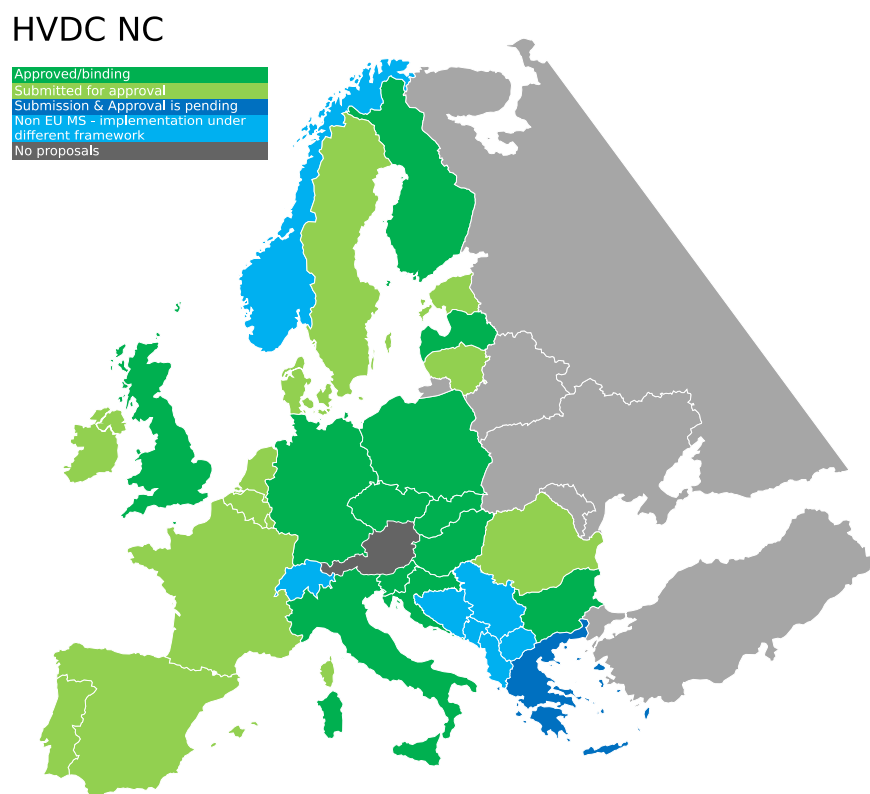 HVDC NC
Approved/binding
Submitted for approval
Submission & Approval is pending
Non EU MS - implementation under
different framework
No proposals